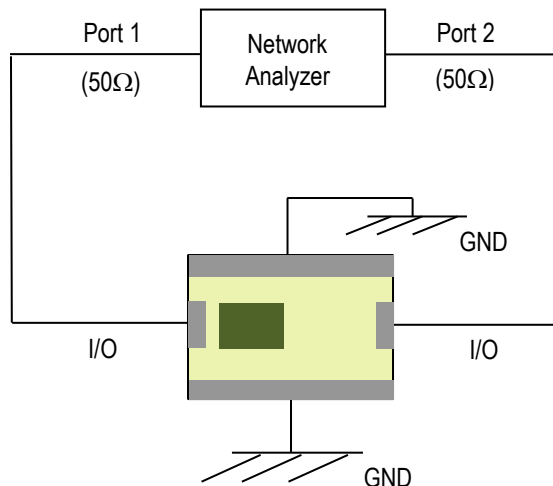 Port 1
(50Ω)
Network
Analyzer
Port 2
(50Ω)
GND
I/O
I/O
GND